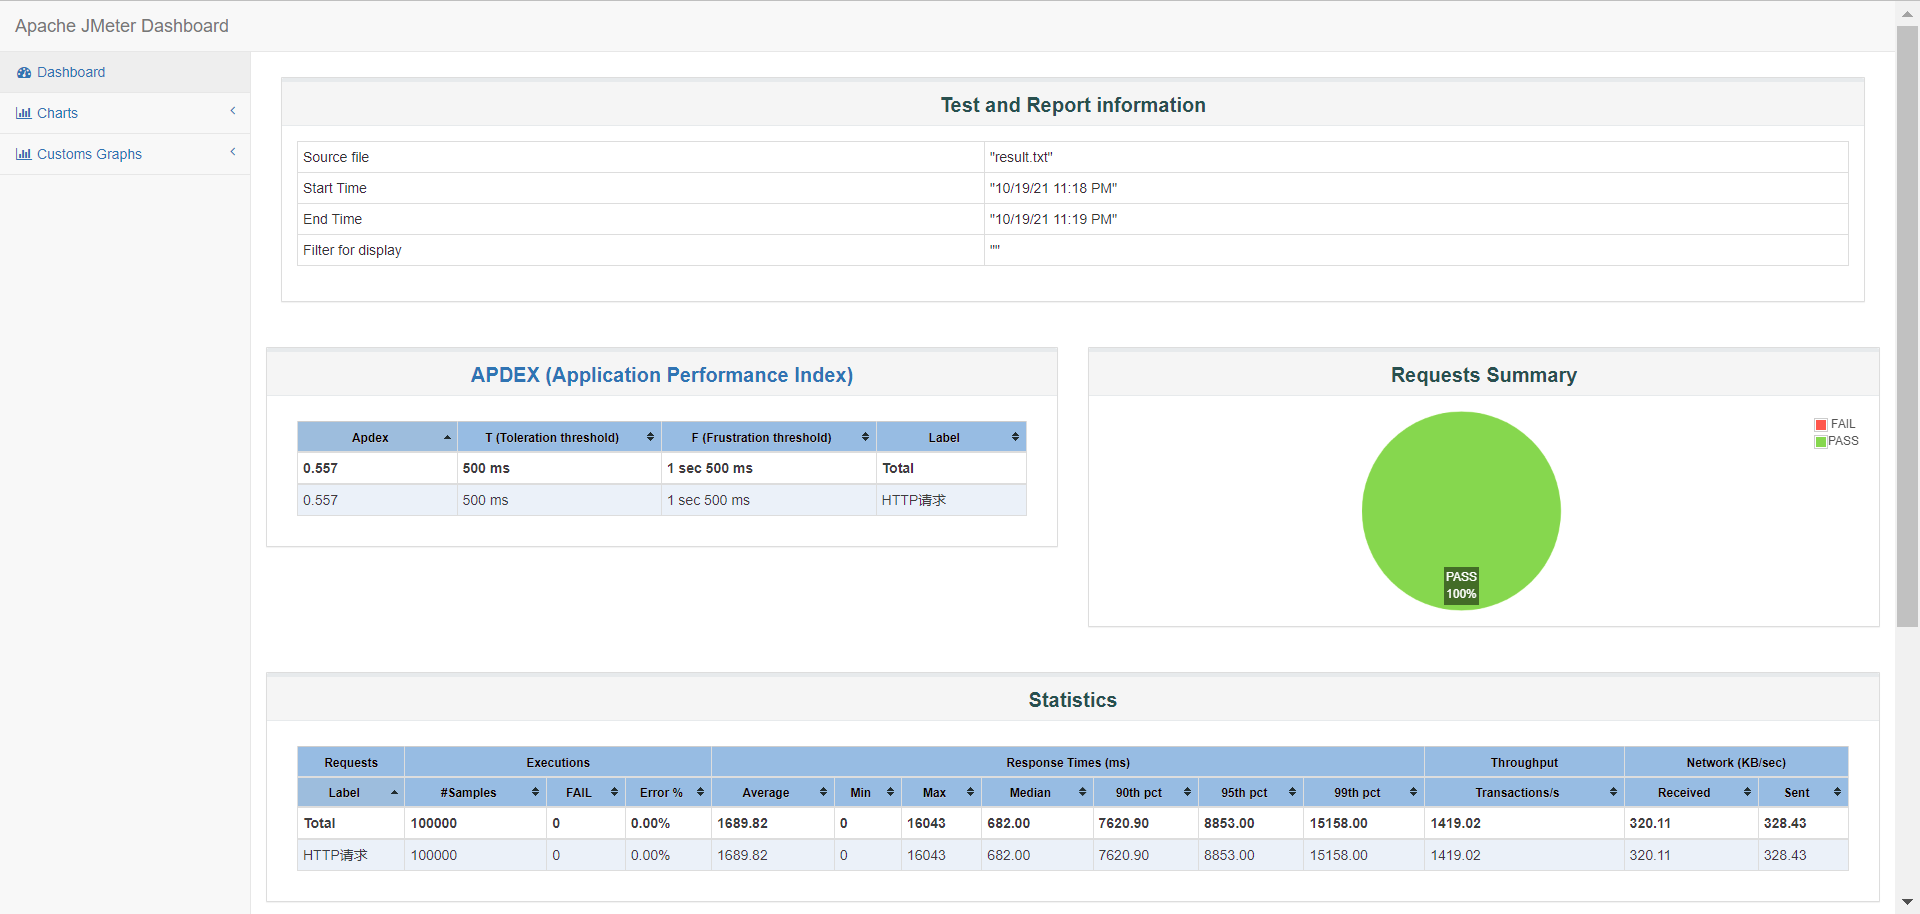 Apache JMeter Dashboard
Dashboard
Charts
Customs Graphs
Test and Report information
Source file "result.txt"
Start Time "10/19/21 11:18 PM"
End Time "10/19/21 11:19 PM"
Filter for display ""
APDEX (Application Performance Index)
Apdex T (Toleration threshold) F (Frustration threshold) Label
0.557 500 ms 1 sec 500 ms Total
0.557 500 ms 1 sec 500 ms HTTP请求
Requests Summary
FAIL
PASS
PASS
100%
Statistics
Requests Executions Response Times (ms) Throughput Network (KB/sec)
Label #Samples FAIL Error % Average Min Max Median 90th pct 95th pct 99th pct Transactions/s Received Sent
Total 100000 0 0.00% 1689.82 0 16043 682.00 7620.90 8853.00 15158.00 1419.02 320.11 328.43
HTTP请求 100000 0 0.00% 1689.82 0 16043 682.00 7620.90 8853.00 15158.00 1419.02 320.11 328.43